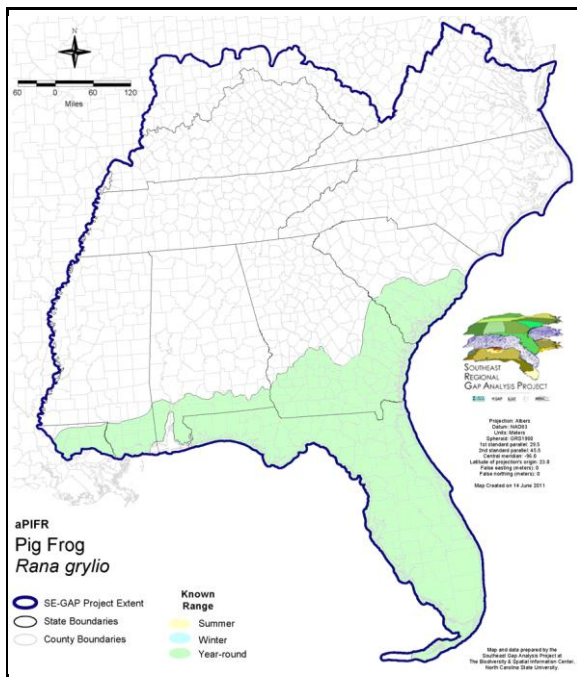 N
60 0 60 120
Miles
SOUTHEAST
REGIONAL
GAP ANALYSIS PROJECT
Projection: Albers
Datum: NAD83
Units: Meters
Spheroid: GRS1980
1st standard parallel: 29.5
2nd standard parallel: 45.5
Central meridian: -96.0
Latitude of projection's origin: 23.0
False easting (meters): 0
False northing (meters): 0
Map Created on 14 June 2011
aPIFR
Pig Frog
Rana grylio
SE-GAP Project Extent
State Boundaries
County Boundaries
Known
Range
Summer
Winter
Year-round
Map and data prepared by the
Southeast Gap Analysis Project at
The Biodiversity & Spatial Information Center,
North Carolina State University.